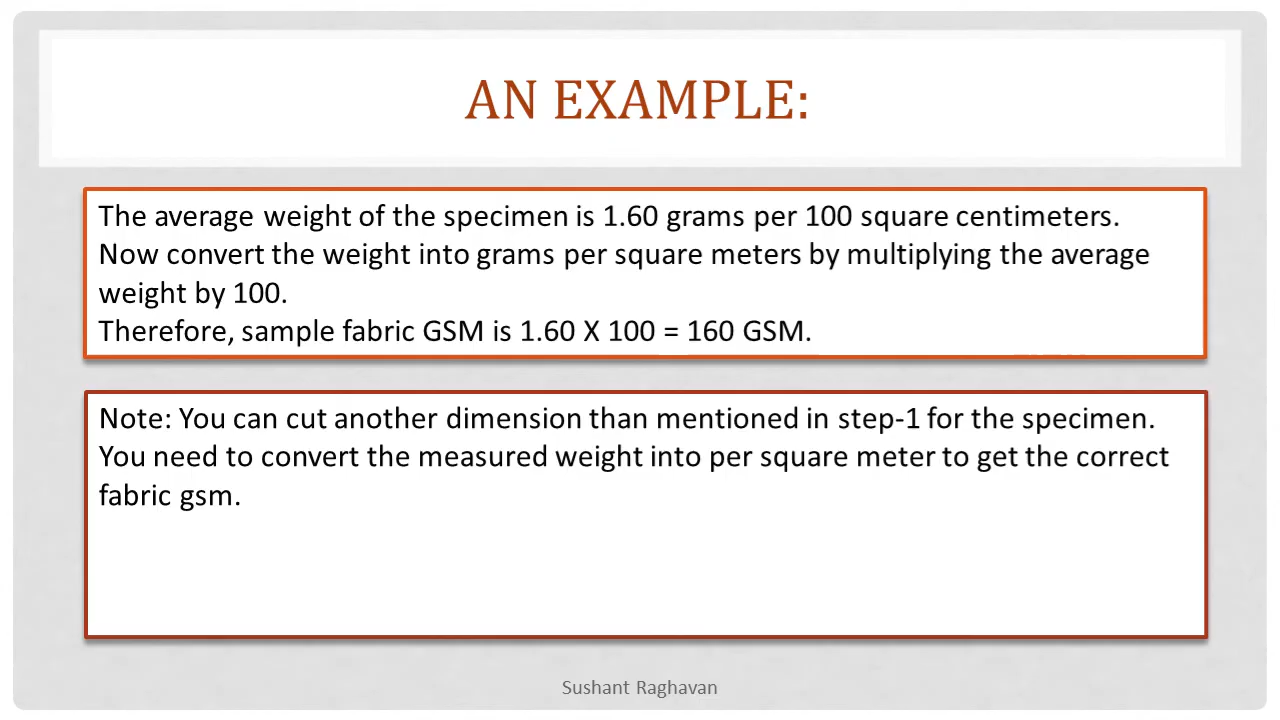 AN EXAMPLE:
The average weight of the specimen is 1.60 grams per 100 square centimeters.
Now convert the weight into grams per square meters by multiplying the average
weight by 100.
Therefore, sample fabric GSM is 1.60 X 100 = 160 GSM.
Note: You can cut another dimension than mentioned in step-1 for the specimen.
You need to convert the measured weight into per square meter to get the correct
fabric gsm.
Sushant Raghavan